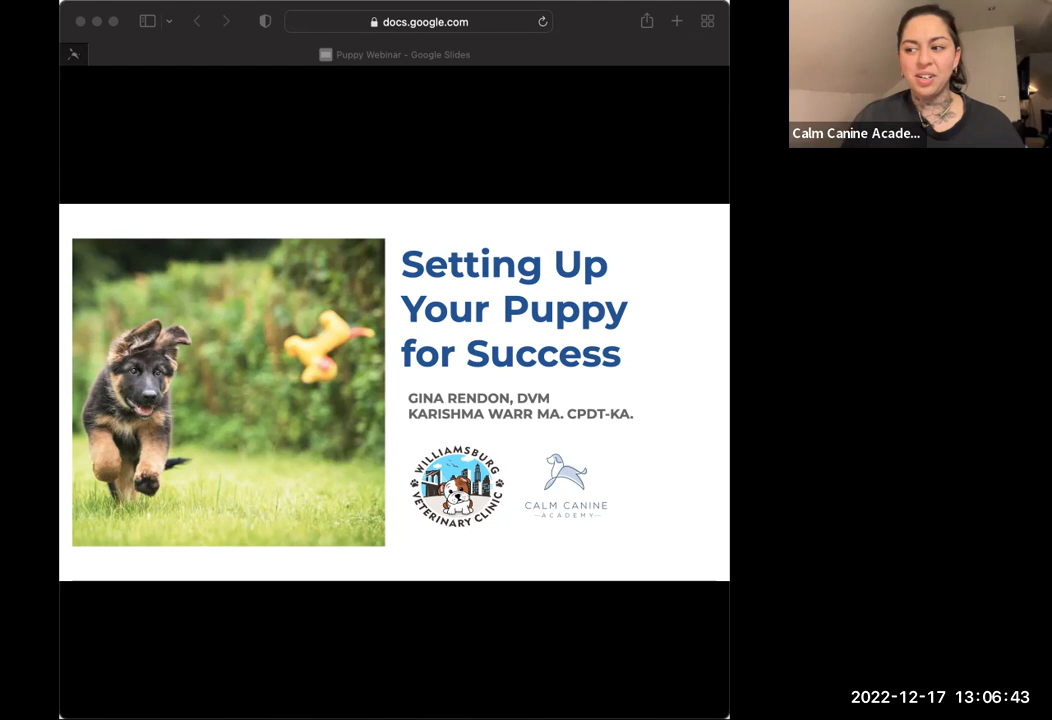 docs.google.com
Puppy Webinar - Google Slides
Calm Canine Acade...
Setting Up
Your Puppy
for Success
GINA RENDON, DVM
KARISHMA WARR MA. CPDT-KA.
WILLIAMSBURG
VETERINARY CLINIC
CALM CANINE
ACADEMY
2022-12-17 13:06:43